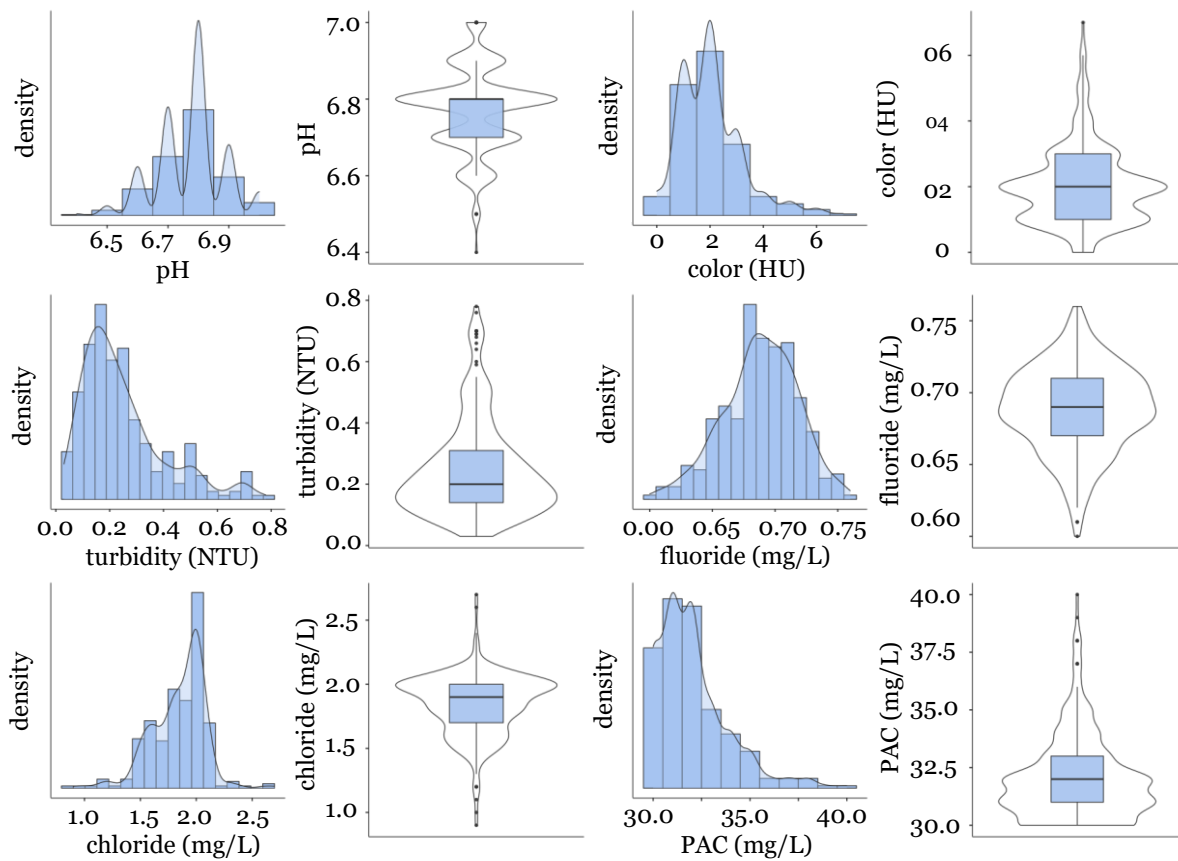 density
6.5 6.7 6.9
pH
pH
7.0
6.8
6.6
6.4
density
0 2 4 6
color (HU)
color (HU)
06
04
02
0
density
0.0 0.2 0.4 0.6 0.8
turbidity (NTU)
turbidity (NTU)
0.8
0.6
0.4
0.2
0.0
density
0.00 0.65 0.70 0.75
fluoride (mg/L)
fluoride (mg/L)
0.75
0.70
0.65
0.60
density
1.0 1.5 2.0 2.5
chloride (mg/L)
chloride (mg/L)
2.5
2.0
1.5
1.0
density
30.0 35.0 40.0
PAC (mg/L)
PAC (mg/L)
40.0
37.5
35.0
32.5
30.0